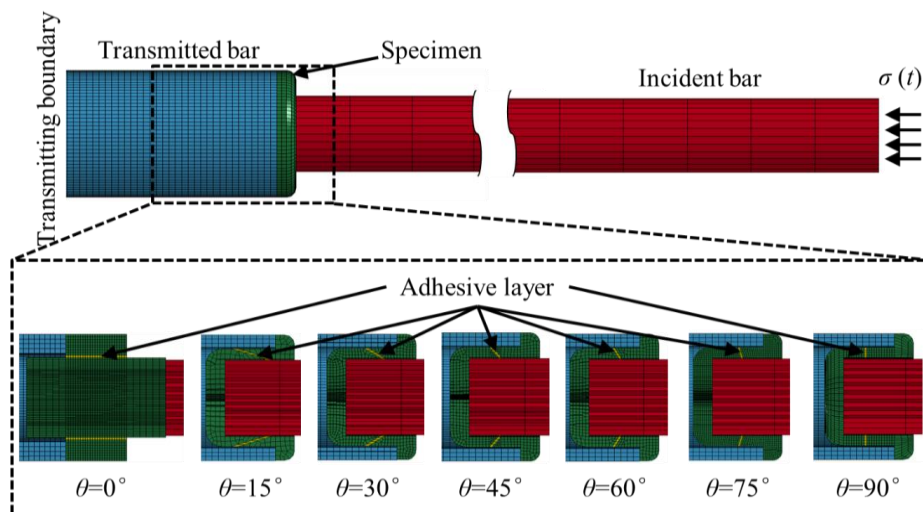 Transmitting boundary
Transmitted bar
Specimen
Incident bar
σ (t)
Adhesive layer
θ=0°
θ=15°
θ=30°
θ=45°
θ=60°
θ=75°
θ=90°